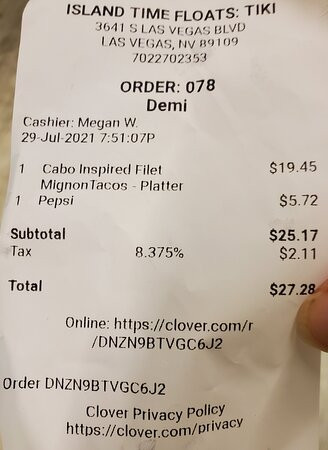 ISLAND TIME FLOATS: TIKI
3641 S LAS VEGAS BLVD
LAS VEGAS, NV 89109
7022702353
ORDER: 078
Demi
Cashier: Megan W.
29-Jul-2021 7:51:07P
1 Cabo Inspired Filet $19.45
MignonTacos - Platter
1 Pepsi $5.72
Subtotal $25.17
Tax 8.375% $2.11
Total $27.28
Online: https://clover.com/r
/DNZN9BTVGC6J2
Order DNZN9BTVGC6J2
Clover Privacy Policy
https://clover.com/privacy